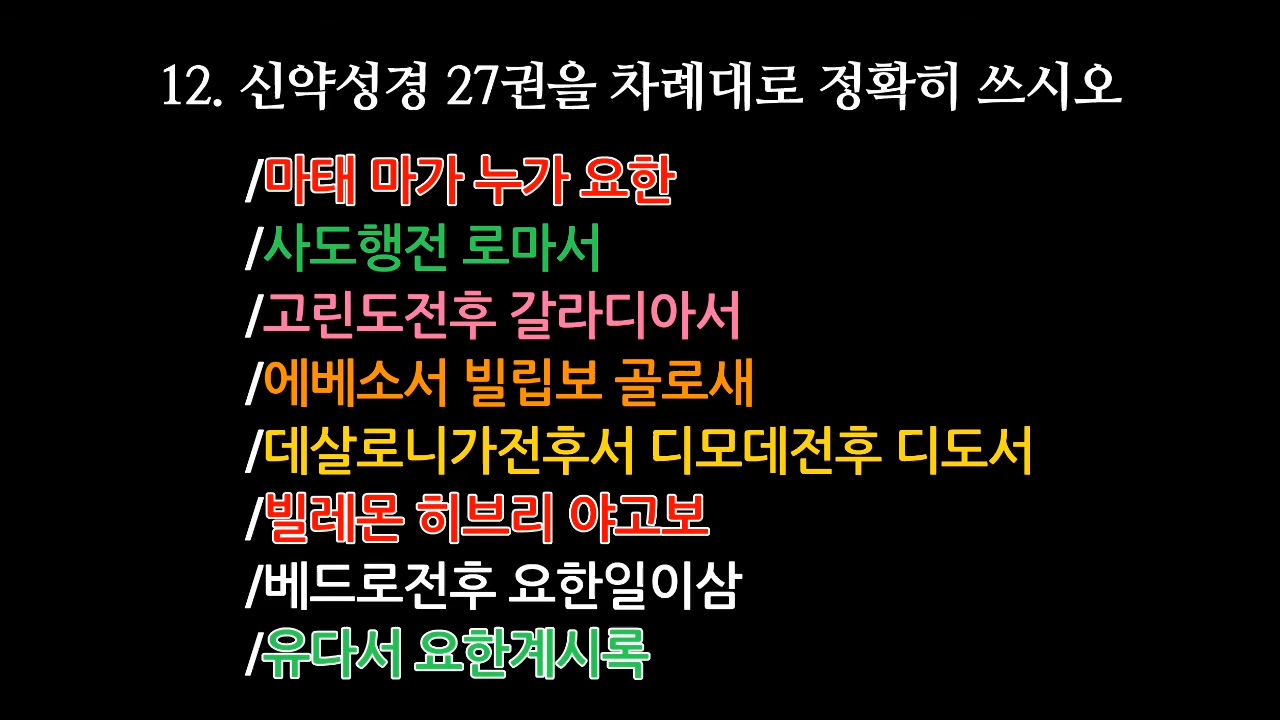 12. 신약성경 27권을 차례대로 정확히 쓰시오
/마태 마가 누가 요한
/사도행전 로마서
/고린도전후 갈라디아서
/에베소서 빌립보 골로새
/데살로니가전후서 디모데전후 디도서
/빌레몬 히브리 야고보
/베드로전후 요한일이삼
/유다서 요한계시록